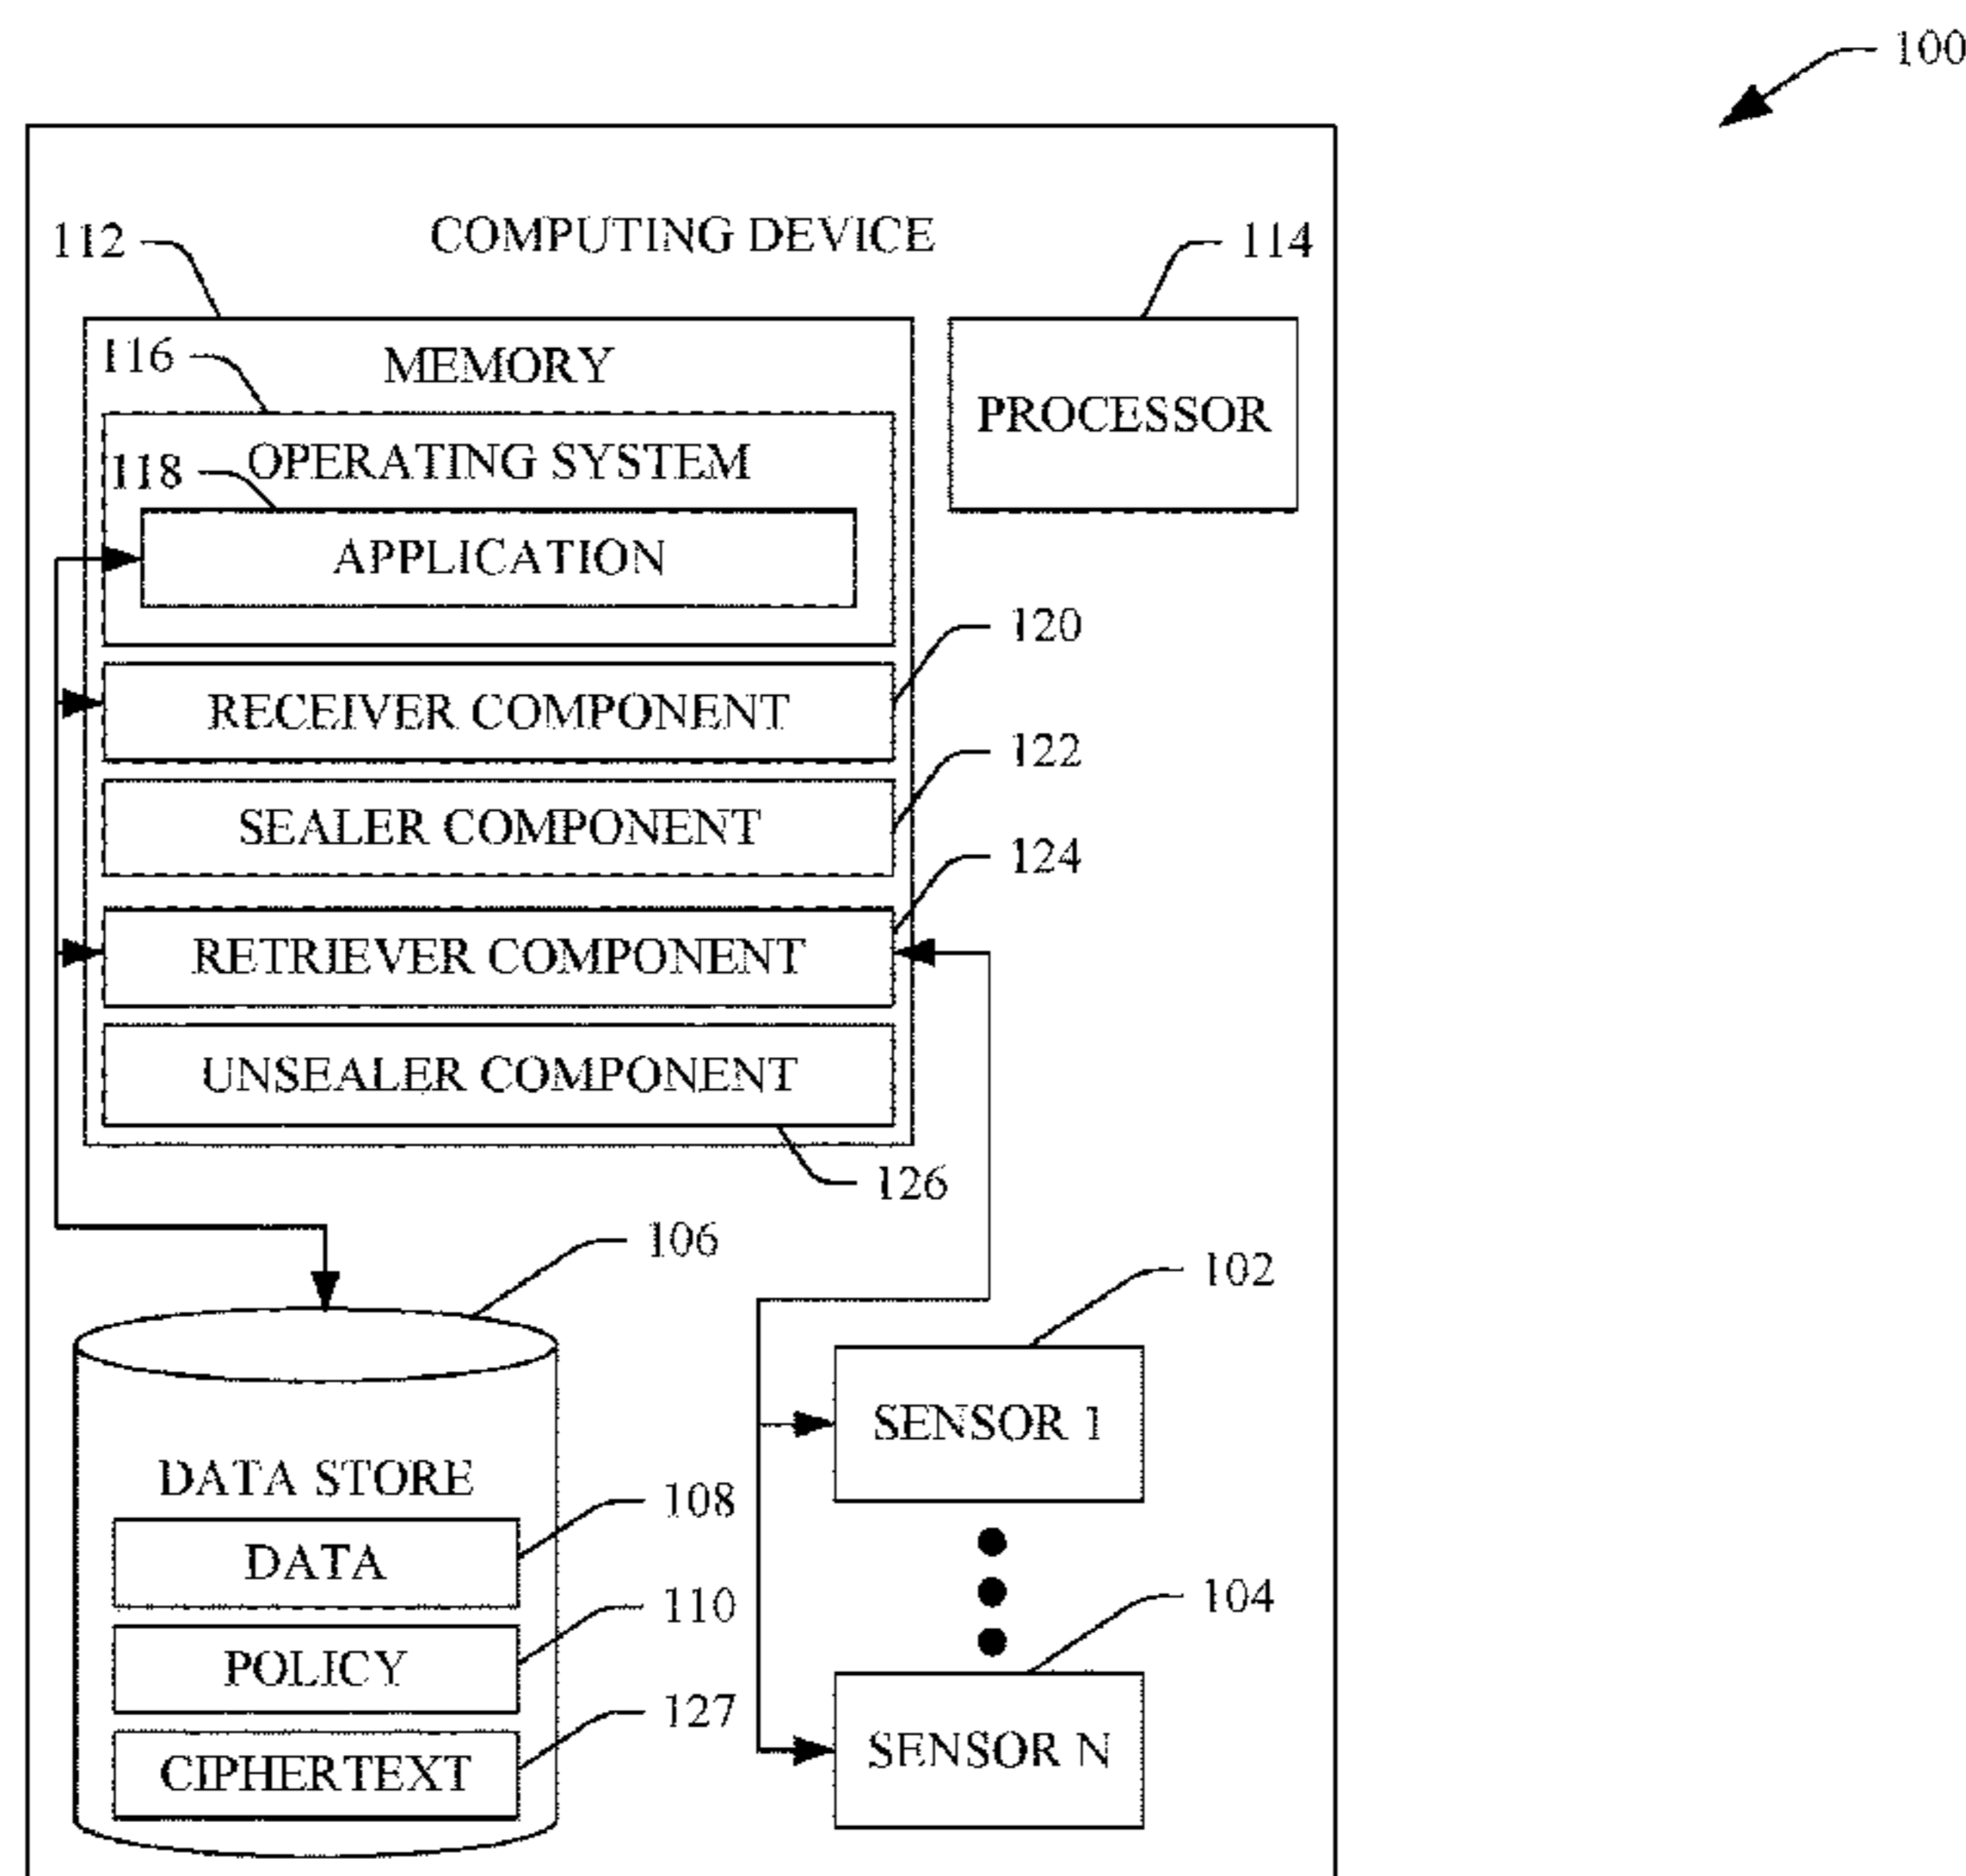 100
COMPUTING DEVICE
112
114
MEMORY
116
PROCESSOR
OPERATING SYSTEM
118
APPLICATION
120
RECEIVER COMPONENT
122
SEALER COMPONENT
124
RETRIEVER COMPONENT
UNSEALER COMPONENT
126
106
102
SENSOR 1
DATA STORE
108
DATA
110
POLICY
104
127
CIPHERTEXT
SENSOR N